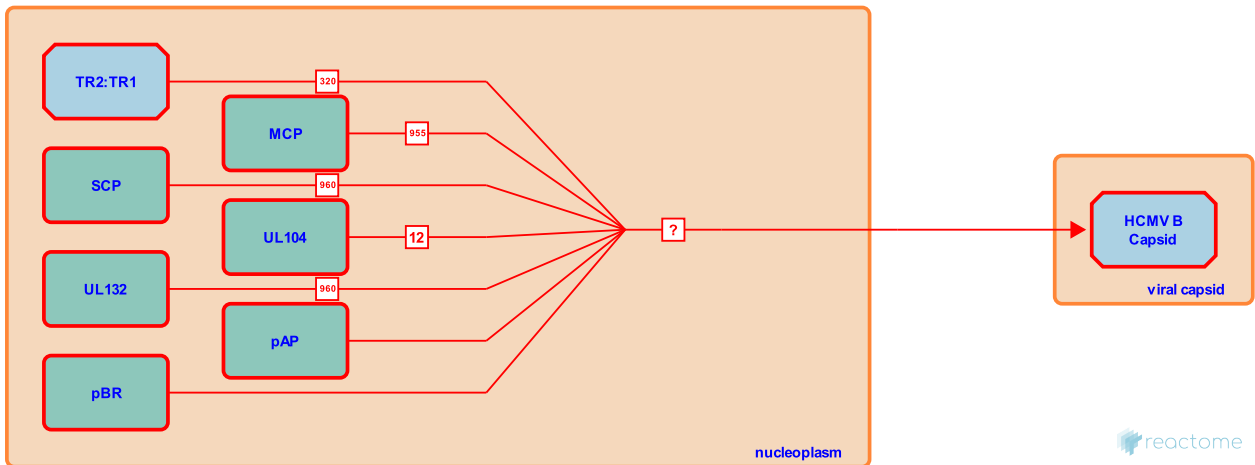 TR2:TR1
320
MCP
955
SCP
960
UL104
12
?
HCMV B
Capsid
UL132
960
viral capsid
pAP
pBR
nucleoplasm
reactome